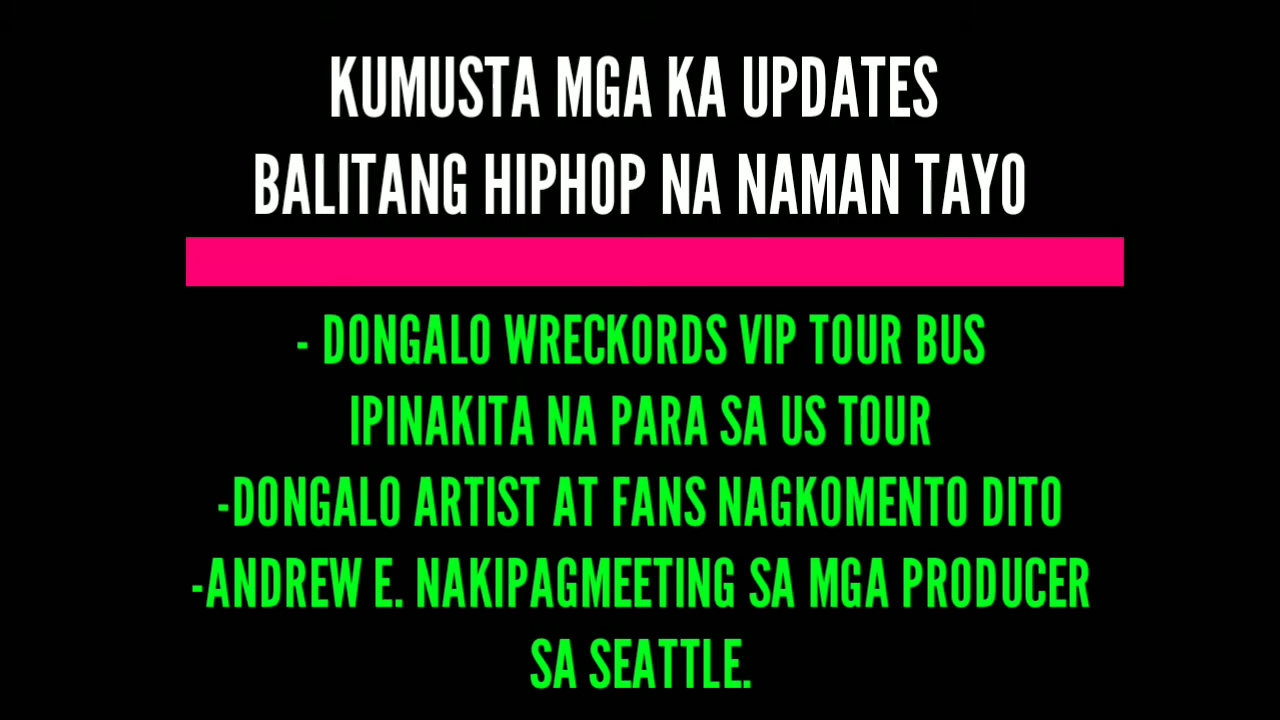 KUMUSTA MGA KA UPDATES
BALITANG HIPHOP NA NAMAN TAYO
- DONGALO WRECKORDS VIP TOUR BUS
IPINAKITA NA PARA SA US TOUR
-DONGALO ARTIST AT FANS NAGKOMENTO DITO
-ANDREW E. NAKIPAGMEETING SA MGA PRODUCER
SA SEATTLE.